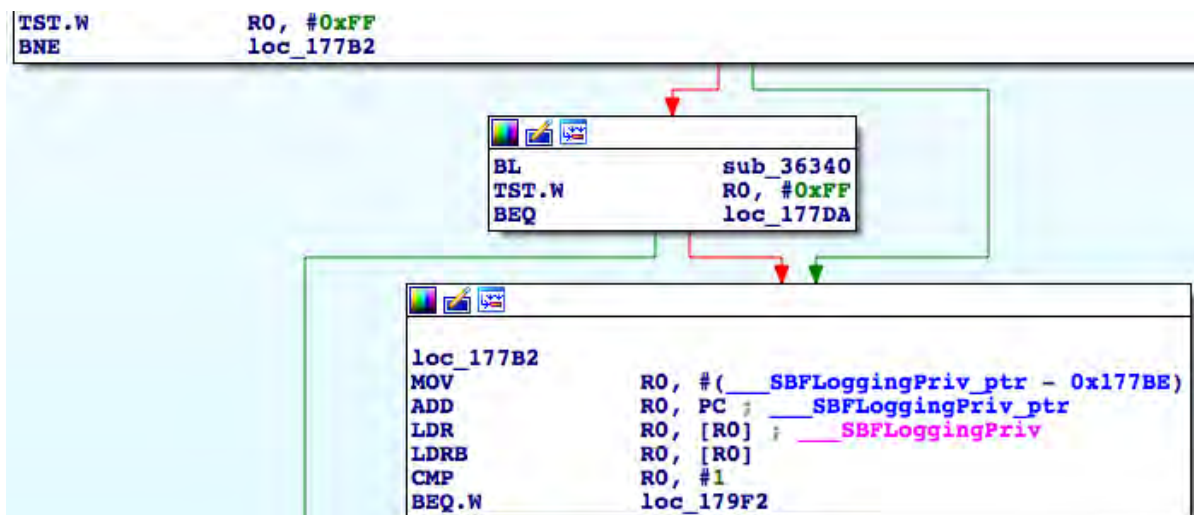 TST.W R0, #0xFF
BNE loc_177B2
BL sub_36340
TST.W R0, #0xFF
BEQ loc_177DA
loc_177B2
MOV R0, #(___SBFLoggingPriv_ptr - 0x177BE)
ADD R0, PC ; ___SBFLoggingPriv_ptr
LDR R0, [R0] ; ___SBFLoggingPriv
LDRB R0, [R0]
CMP R0, #1
BEQ.W loc_179F2